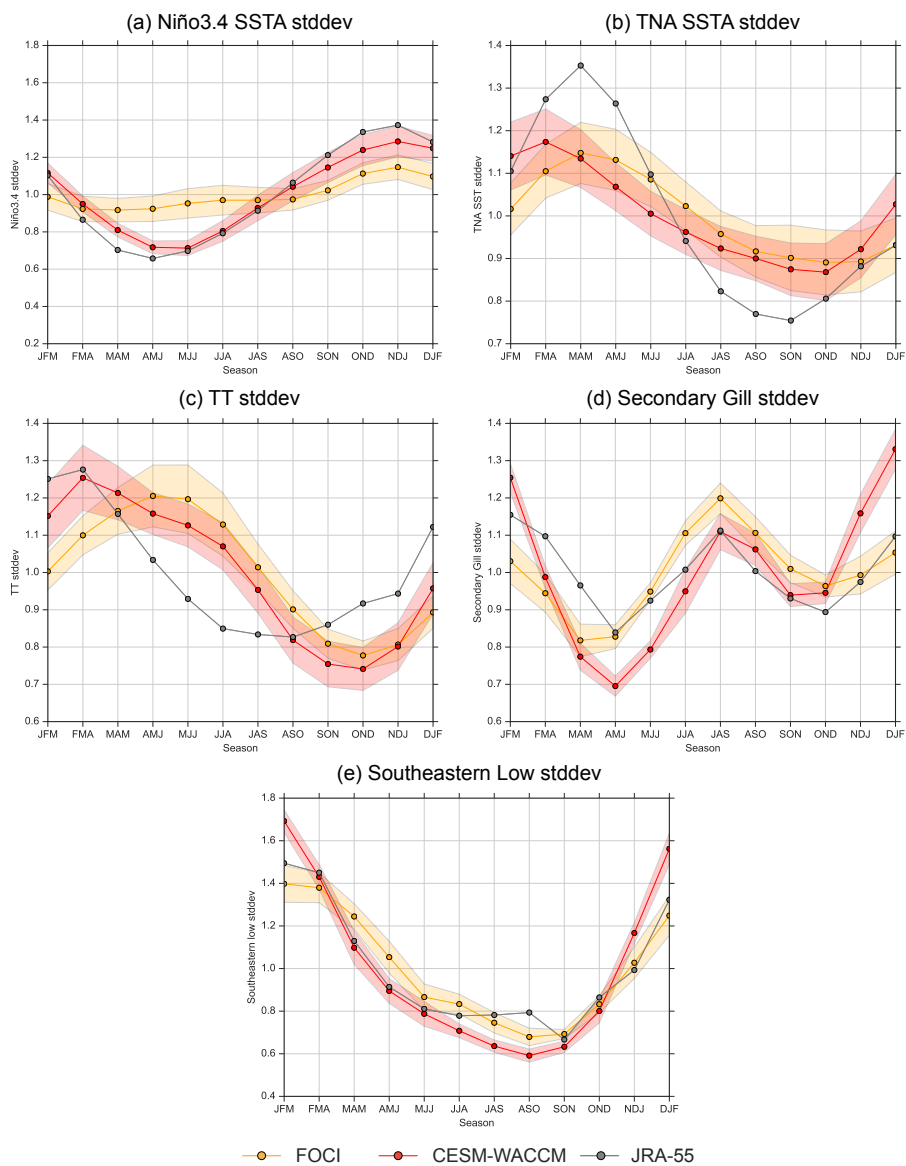 (a) Niño3.4 SSTA stddev
1.8
1.6
1.4
1.2
1.0
0.8
0.6
0.4
0.2
Niño3.4 stddev
JFM FMA MAM AMJ MJJ JJA JAS ASO SON OND NDJ DJF
Season
(b) TNA SSTA stddev
1.4
1.3
1.2
1.1
1.0
0.9
0.8
0.7
TNA SST stddev
JFM FMA MAM AMJ MJJ JJA JAS ASO SON OND NDJ DJF
Season
(c) TT stddev
1.4
1.3
1.2
1.1
1.0
0.9
0.8
0.7
0.6
TT stddev
JFM FMA MAM AMJ MJJ JJA JAS ASO SON OND NDJ DJF
Season
(d) Secondary Gill stddev
1.4
1.3
1.2
1.1
1.0
0.9
0.8
0.7
0.6
Secondary Gill stddev
JFM FMA MAM AMJ MJJ JJA JAS ASO SON OND NDJ DJF
Season
(e) Southeastern Low stddev
1.8
1.6
1.4
1.2
1.0
0.8
0.6
0.4
Southeastern low stddev
JFM FMA MAM AMJ MJJ JJA JAS ASO SON OND NDJ DJF
Season
FOCI CESM-WACCM JRA-55